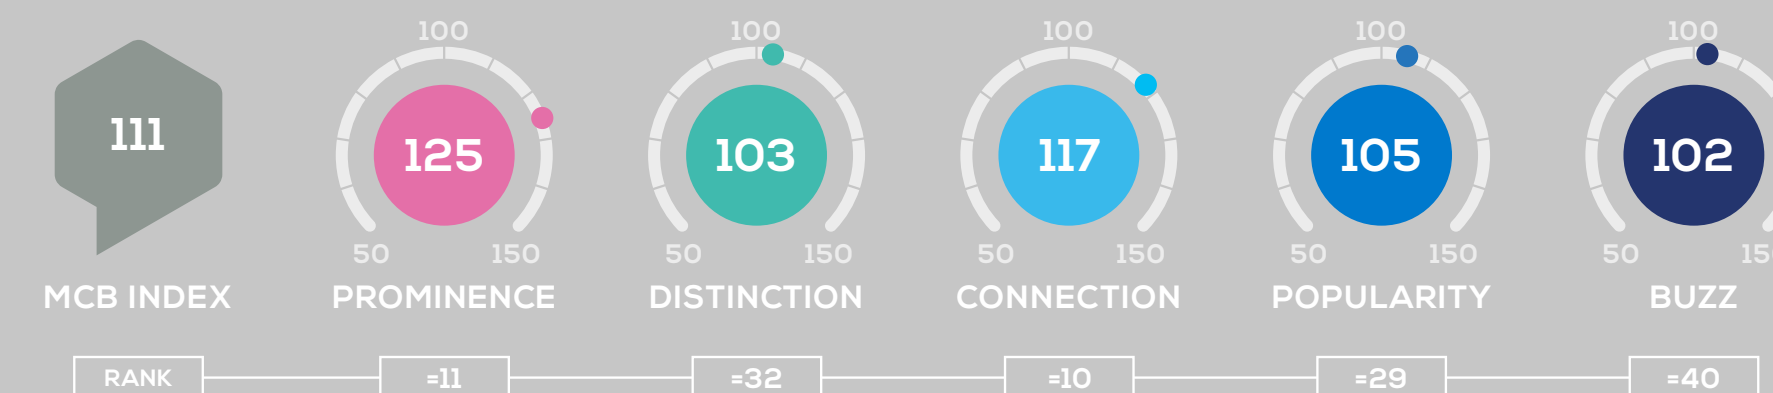 100 100 100 100 100
111 125 103 117 105 102
50 150 50 150 50 150 50 150 50
MCB INDEX PROMINENCE DISTINCTION CONNECTION POPULARITY BUZZ
RANK =11 =32 =10 =29 =40